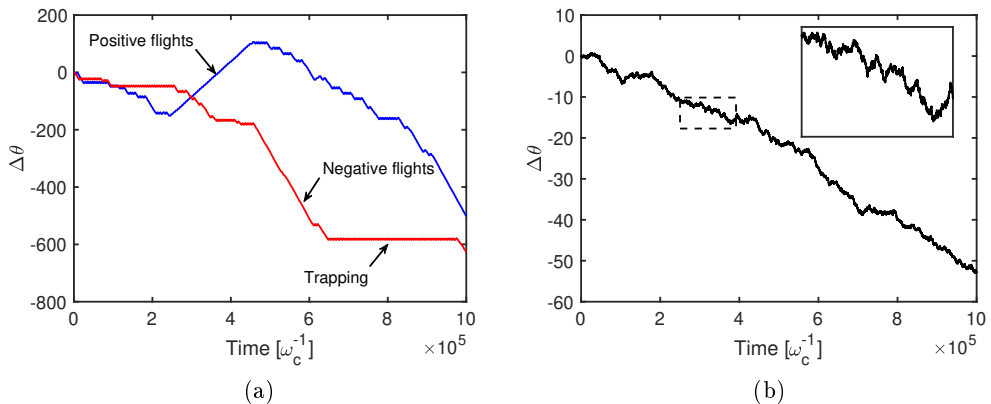 200
0
-200
-400
-600
-800
Δθ
Positive flights
Negative flights
Trapping
0 2 4 6 8 10
Time [ω_c^-1]
×10^5
(a)
10
0
-10
-20
-30
-40
-50
-60
Δθ
0 2 4 6 8 10
Time [ω_c^-1]
×10^5
(b)